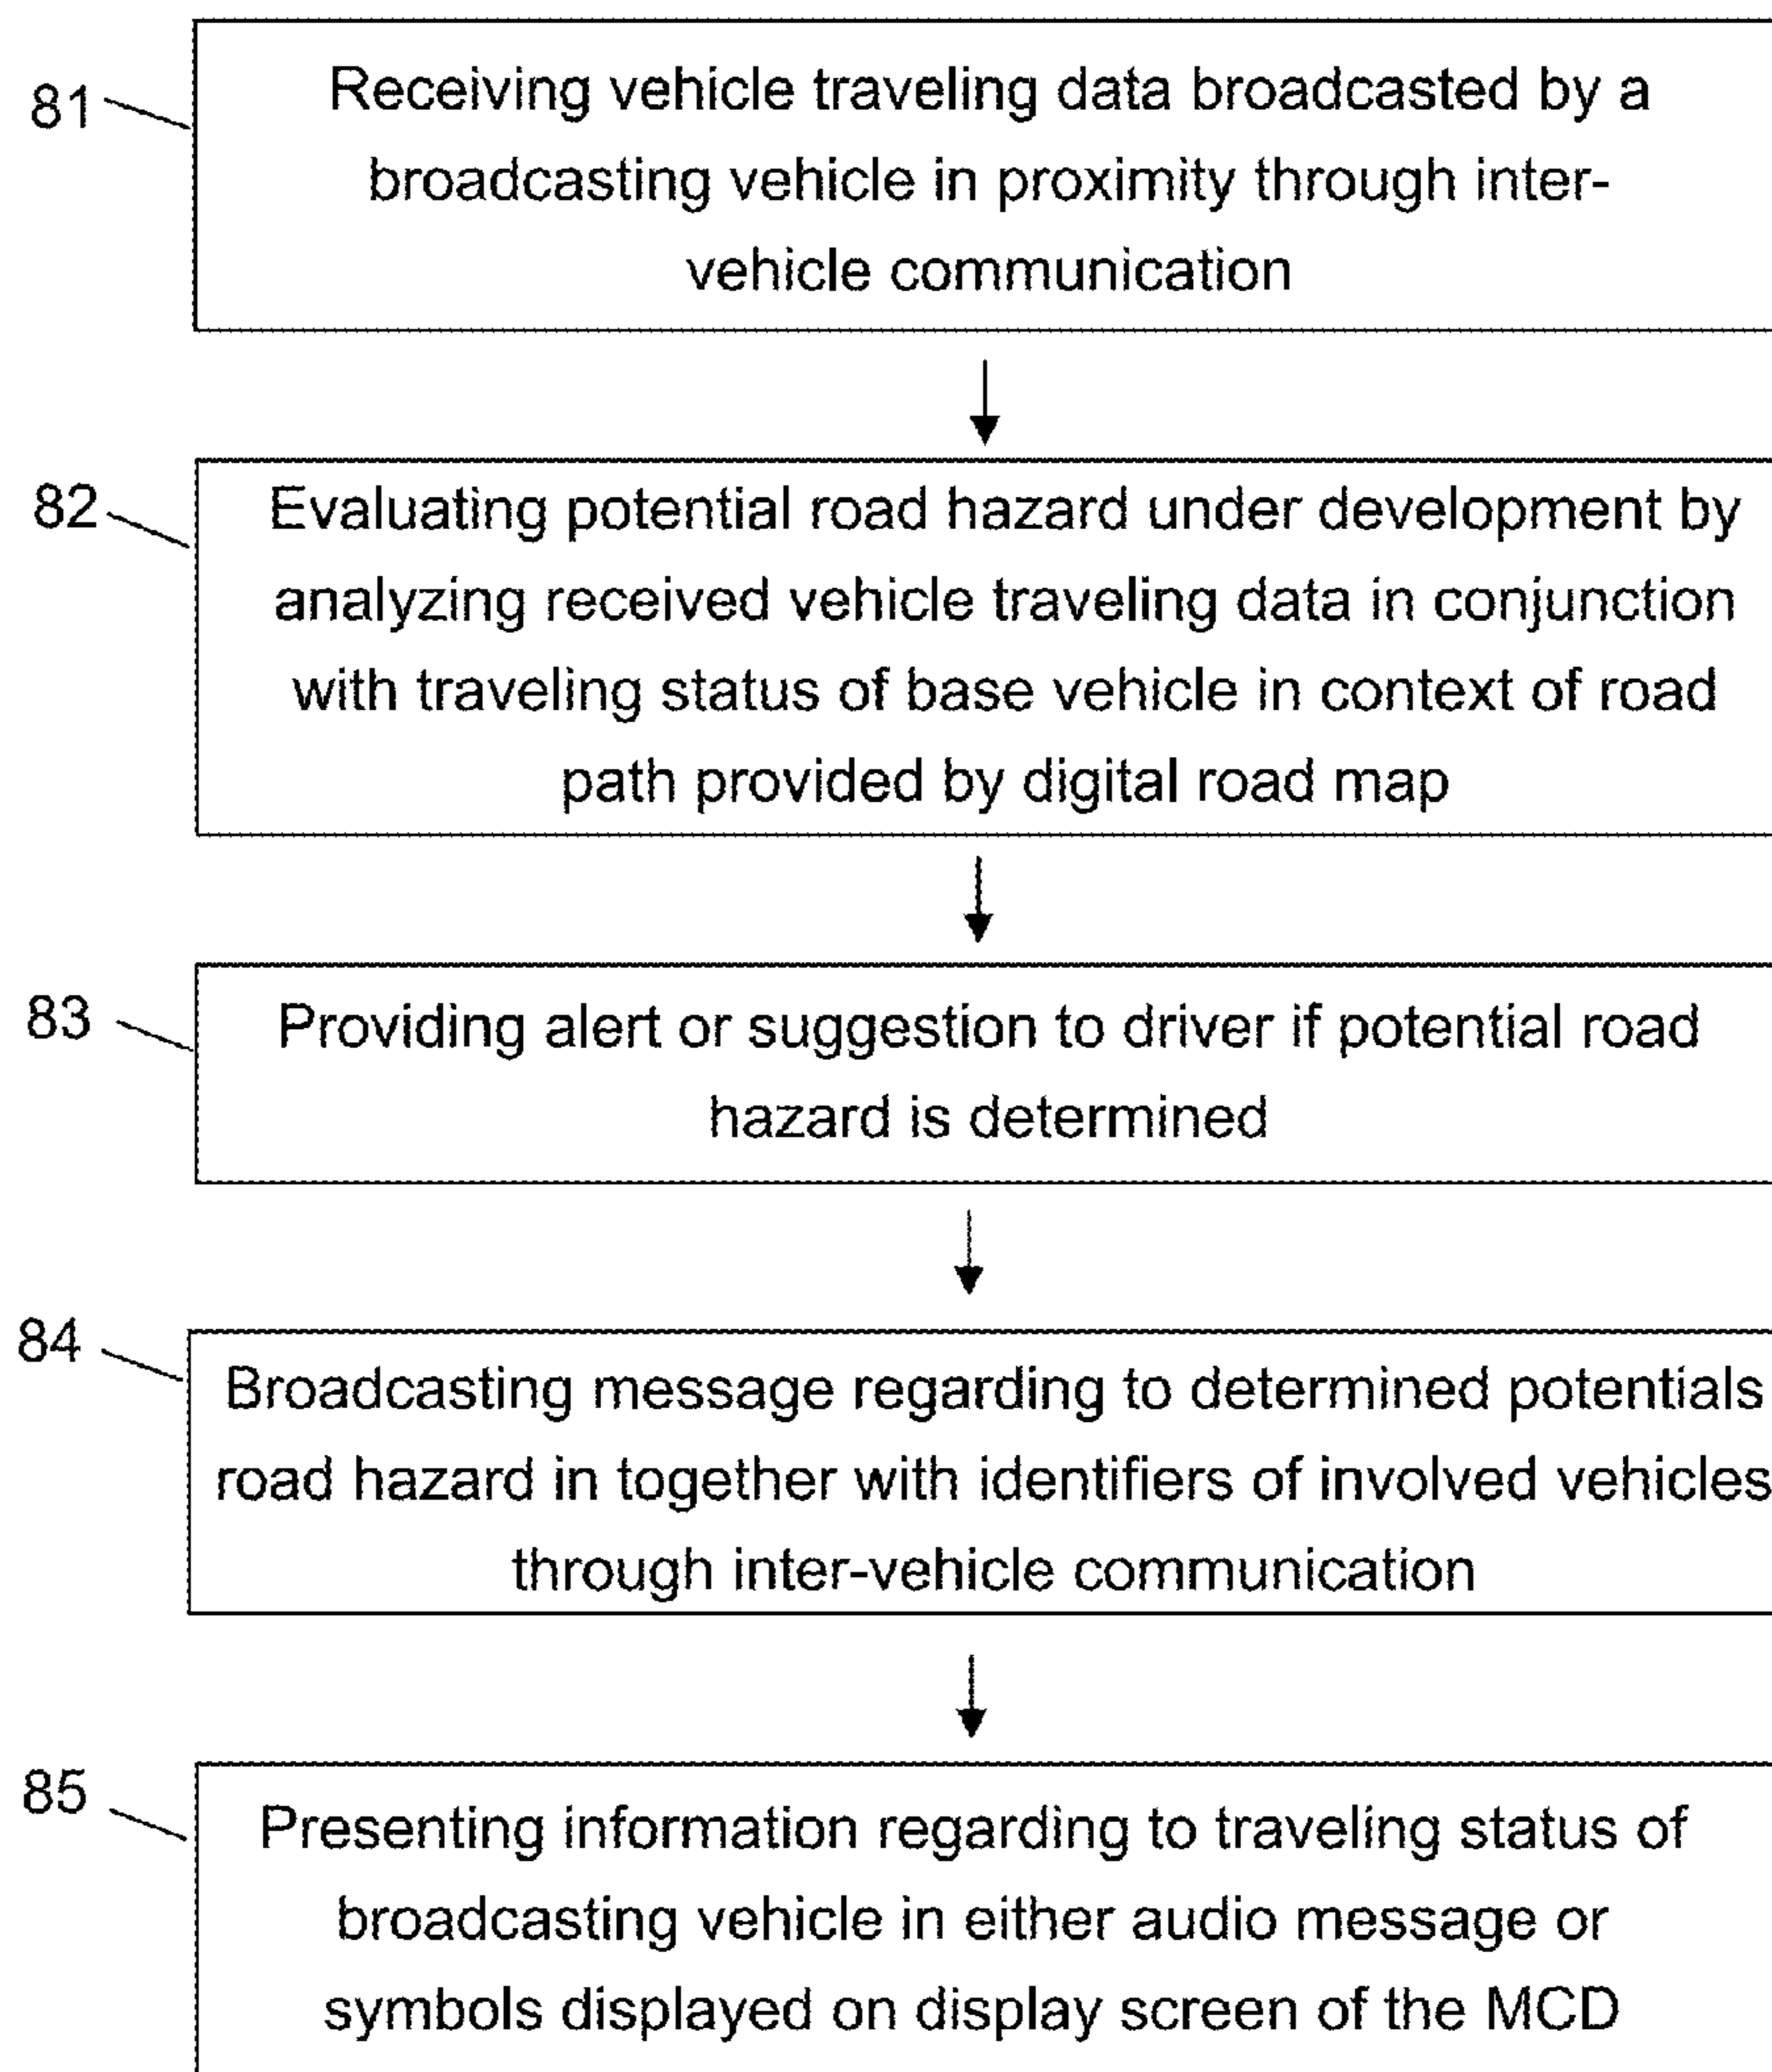 81
Receiving vehicle traveling data broadcasted by a
broadcasting vehicle in proximity through inter-
vehicle communication
82
Evaluating potential road hazard under development by
analyzing received vehicle traveling data in conjunction
with traveling status of base vehicle in context of road
path provided by digital road map
83
Providing alert or suggestion to driver if potential road
hazard is determined
84
Broadcasting message regarding to determined potentials
road hazard in together with identifiers of involved vehicles
through inter-vehicle communication
85
Presenting information regarding to traveling status of
broadcasting vehicle in either audio message or
symbols displayed on display screen of the MCD